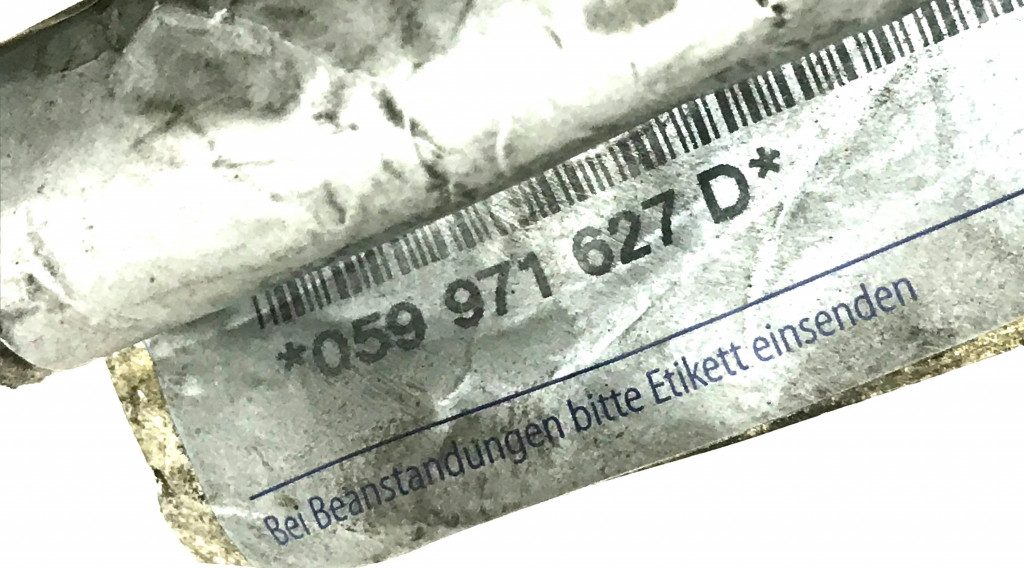 *059 971 627 D*
Bei Beanstandungen bitte Etikett einsenden